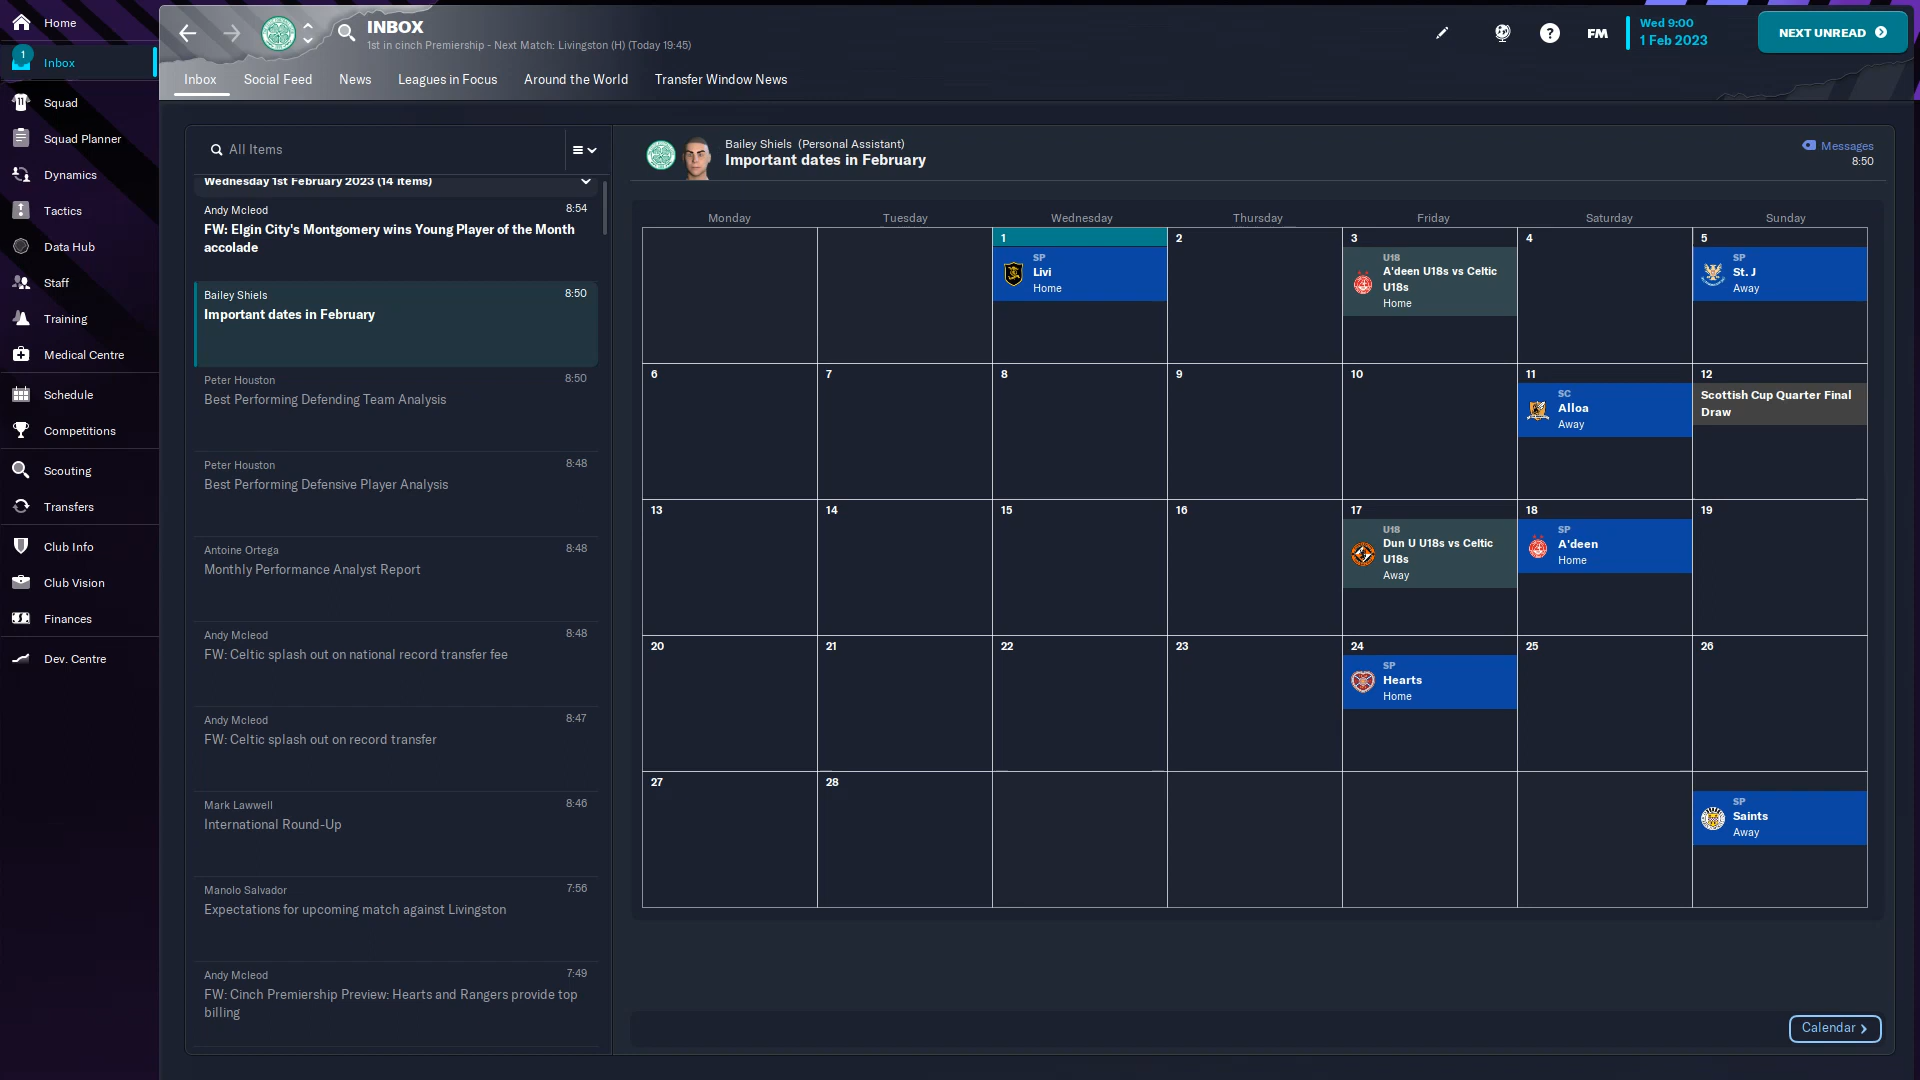 Home
1
Inbox
Squad
Squad Planner
Dynamics
Tactics
Data Hub
Staff
Training
Medical Centre
Schedule
Competitions
Scouting
Transfers
Club Info
Club Vision
Finances
Dev. Centre
INBOX
1st in cinch Premiership - Next Match: Livingston (H) (Today 19:45)
FM
Wed 9:00
1 Feb 2023
NEXT UNREAD
Inbox Social Feed News Leagues in Focus Around the World Transfer Window News
All Items
Wednesday 1st February 2023 (14 Items)
Andy Mcleod 8:54
FW: Elgin City's Montgomery wins Young Player of the Month
accolade
Bailey Shiels 8:50
Important dates in February
Peter Houston 8:50
Best Performing Defending Team Analysis
Peter Houston 8:48
Best Performing Defensive Player Analysis
Antoine Ortega 8:48
Monthly Performance Analyst Report
Andy Mcleod 8:48
FW: Celtic splash out on national record transfer fee
Andy Mcleod 8:47
FW: Celtic splash out on record transfer
Mark Lawwell 8:46
International Round-Up
Manolo Salvador 7:56
Expectations for upcoming match against Livingston
Andy Mcleod 7:49
FW: Cinch Premiership Preview: Hearts and Rangers provide top
billing
Bailey Shiels (Personal Assistant)
Important dates in February
Messages
8:50
Monday Tuesday Wednesday Thursday Friday Saturday Sunday
1
SP
Livi
Home
2
3
U18
A'deen U18s vs Celtic
U18s
Home
4
5
SP
St. J
Away
6
7
8
9
10
11
SC
Alloa
Away
12
Scottish Cup Quarter Final
Draw
13
14
15
16
17
U18
Dun U U18s vs Celtic
U18s
Away
18
SP
A'deen
Home
19
20
21
22
23
24
SP
Hearts
Home
25
26
27
28
SP
Saints
Away
Calendar